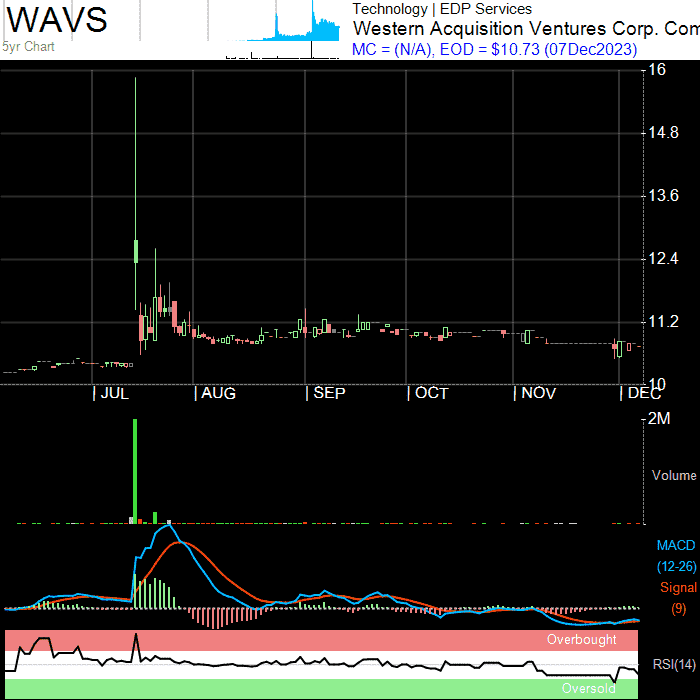 WAVS
5yr Chart
Technology | EDP Services
Western Acquisition Ventures Corp. Com
MC = (N/A), EOD = $10.73 (07Dec2023)
16
14.8
13.6
12.4
11.2
10
| JUL | AUG | SEP | OCT | NOV | DEC
2M
Volume
MACD
(12-26)
Signal
(9)
Overbought
RSI(14)
Oversold